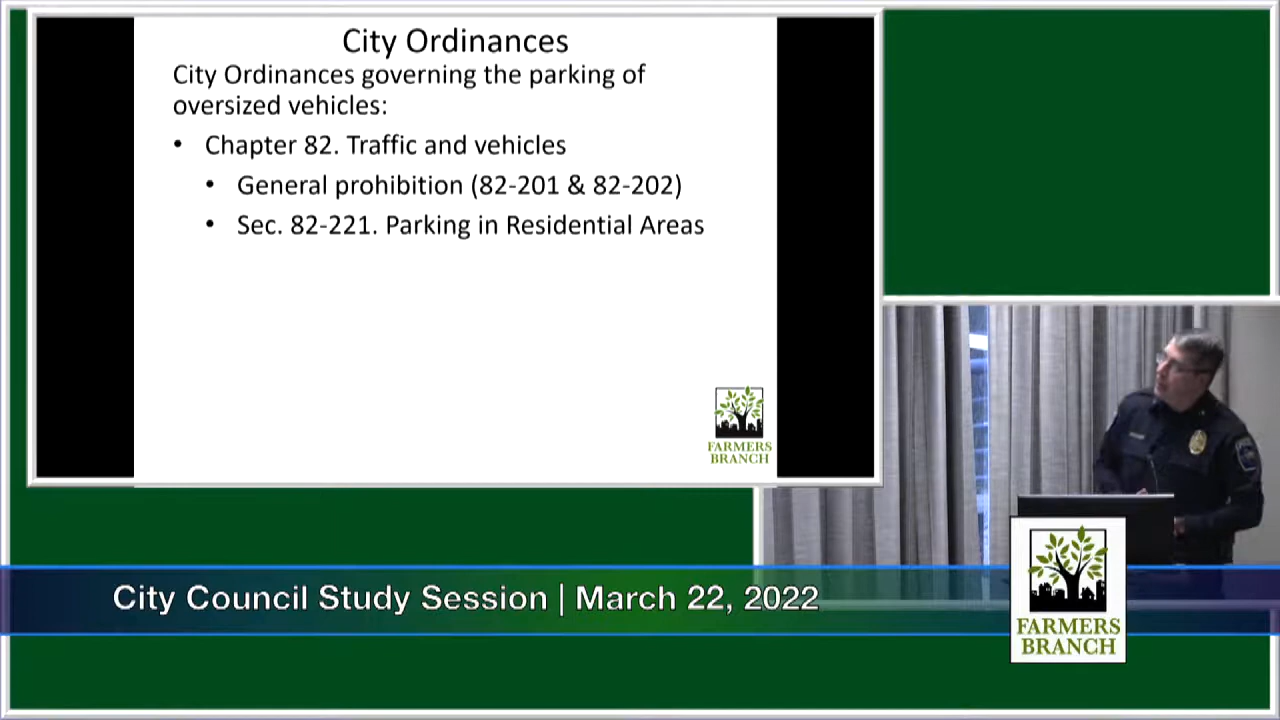 City Ordinances
City Ordinances governing the parking of
oversized vehicles:
• Chapter 82. Traffic and vehicles
• General prohibition (82-201 & 82-202)
• Sec. 82-221. Parking in Residential Areas
FARMERS
BRANCH
City Council Study Session | March 22, 2022
FARMERS
BRANCH